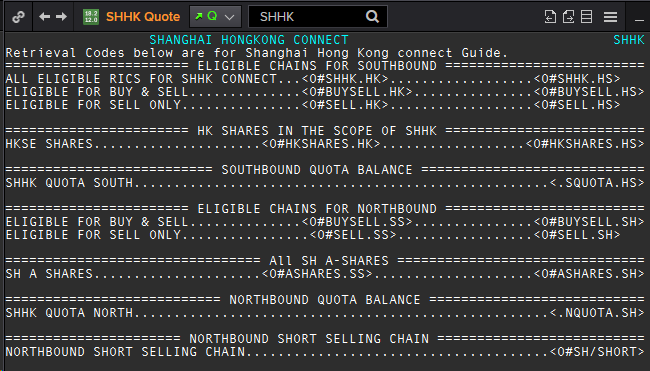 18.2
12.0
SHHK Quote
Q
SHHK
SHANGHAI HONGKONG CONNECT SHHK
Retrieval Codes below are for Shanghai Hong Kong connect Guide.
======================= ELIGIBLE CHAINS FOR SOUTHBOUND ==========================
ALL ELIGIBLE RICS FOR SHHK CONNECT...<0#SHHK.HK>..................<0#SHHK.HS>
ELIGIBLE FOR BUY & SELL..............<0#BUYSELL.HK>...............<0#BUYSELL.HS>
ELIGIBLE FOR SELL ONLY...............<0#SELL.HK>..................<0#SELL.HS>
======================= HK SHARES IN THE SCOPE OF SHHK =========================
HKSE SHARES.....................<0#HKSHARES.HK>..................<0#HKSHARES.HS>
========================== SOUTHBOUND QUOTA BALANCE ============================
SHHK QUOTA SOUTH....................................................<.SQUOTA.HS>
======================= ELIGIBLE CHAINS FOR NORTHBOUND ==========================
ELIGIBLE FOR BUY & SELL..............<0#BUYSELL.SS>...............<0#BUYSELL.SH>
ELIGIBLE FOR SELL ONLY...............<0#SELL.SS>..................<0#SELL.SH>
================================ All SH A-SHARES ===============================
SH A SHARES.....................<0#ASHARES.SS>....................<0#ASHARES.SH>
=========================== NORTHBOUND QUOTA BALANCE ===========================
SHHK QUOTA NORTH....................................................<.NQUOTA.SH>
====================== NORTHBOUND SHORT SELLING CHAIN ==========================
NORTHBOUND SHORT SELLING CHAIN......................................<0#SH/SHORT>